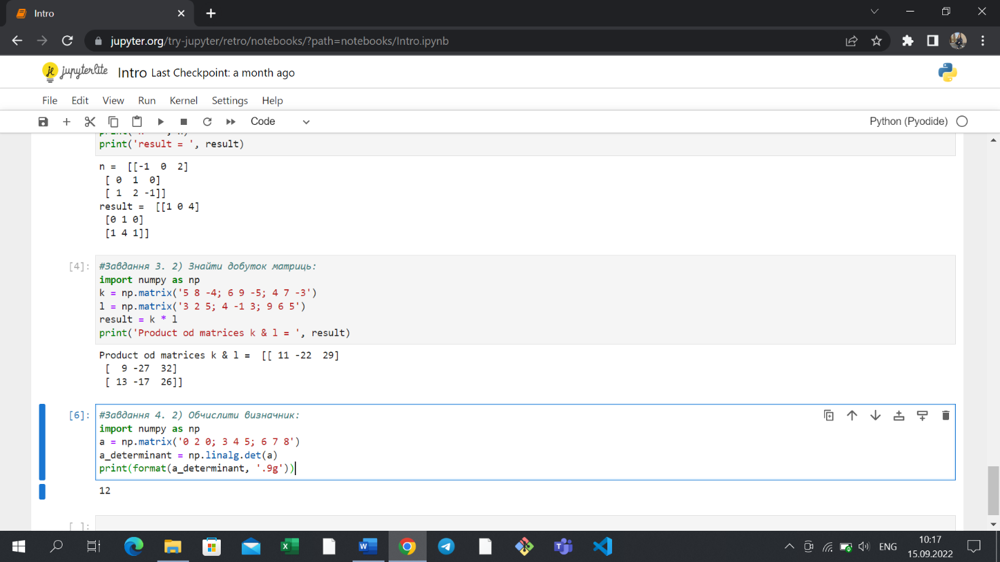 Intro
jupyter.org/try-jupyter/retro/notebooks/?path=notebooks/Intro.ipynb
jupyterlite Intro Last Checkpoint: a month ago
File Edit View Run Kernel Settings Help
Code Python (Pyodide)
print('result = ', result)
n =  [[-1  0  2]
[ 0  1  0]
[ 1  2 -1]]
result =  [[1 0 4]
[0 1 0]
[1 4 1]]
[4]: #Завдання 3. 2) Знайти добуток матриць:
import numpy as np
k = np.matrix('5 8 -4; 6 9 -5; 4 7 -3')
l = np.matrix('3 2 5; 4 -1 3; 9 6 5')
result = k * l
print('Product od matrices k & l = ', result)
Product od matrices k & l =  [[ 11 -22  29]
[  9 -27  32]
[ 13 -17  26]]
[6]: #Завдання 4. 2) Обчислити визначник:
import numpy as np
a = np.matrix('0 2 0; 3 4 5; 6 7 8')
a_determinant = np.linalg.det(a)
print(format(a_determinant, '.9g'))
12
[ ]:
ENG 10:17
15.09.2022